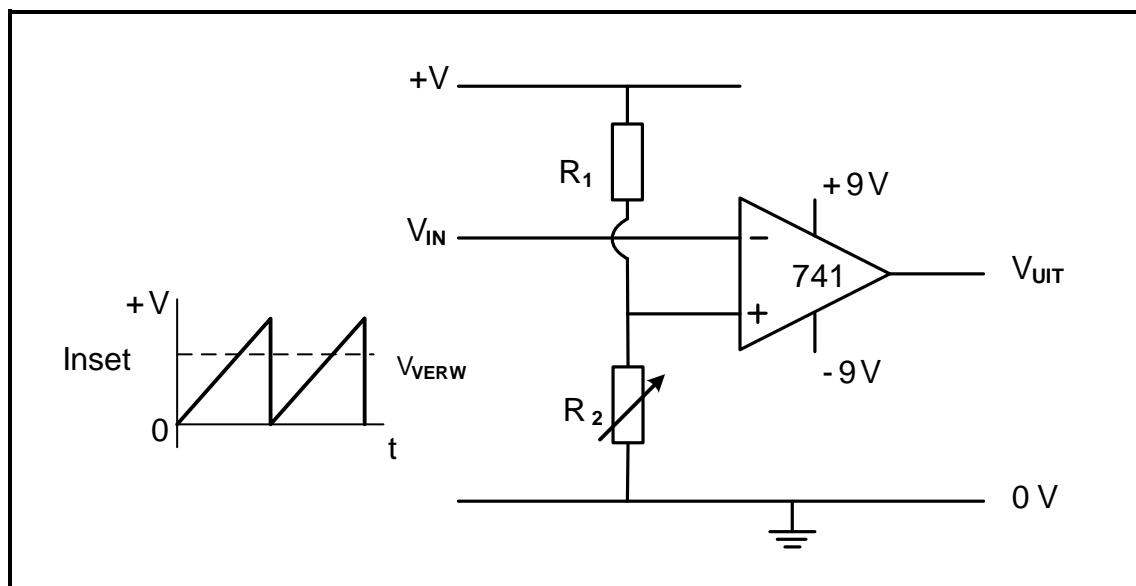 +V
R1
+9V
VIN
−
741
VUIT
+
-9V
+V
Inset
VVERW
R2
0
t
0 V